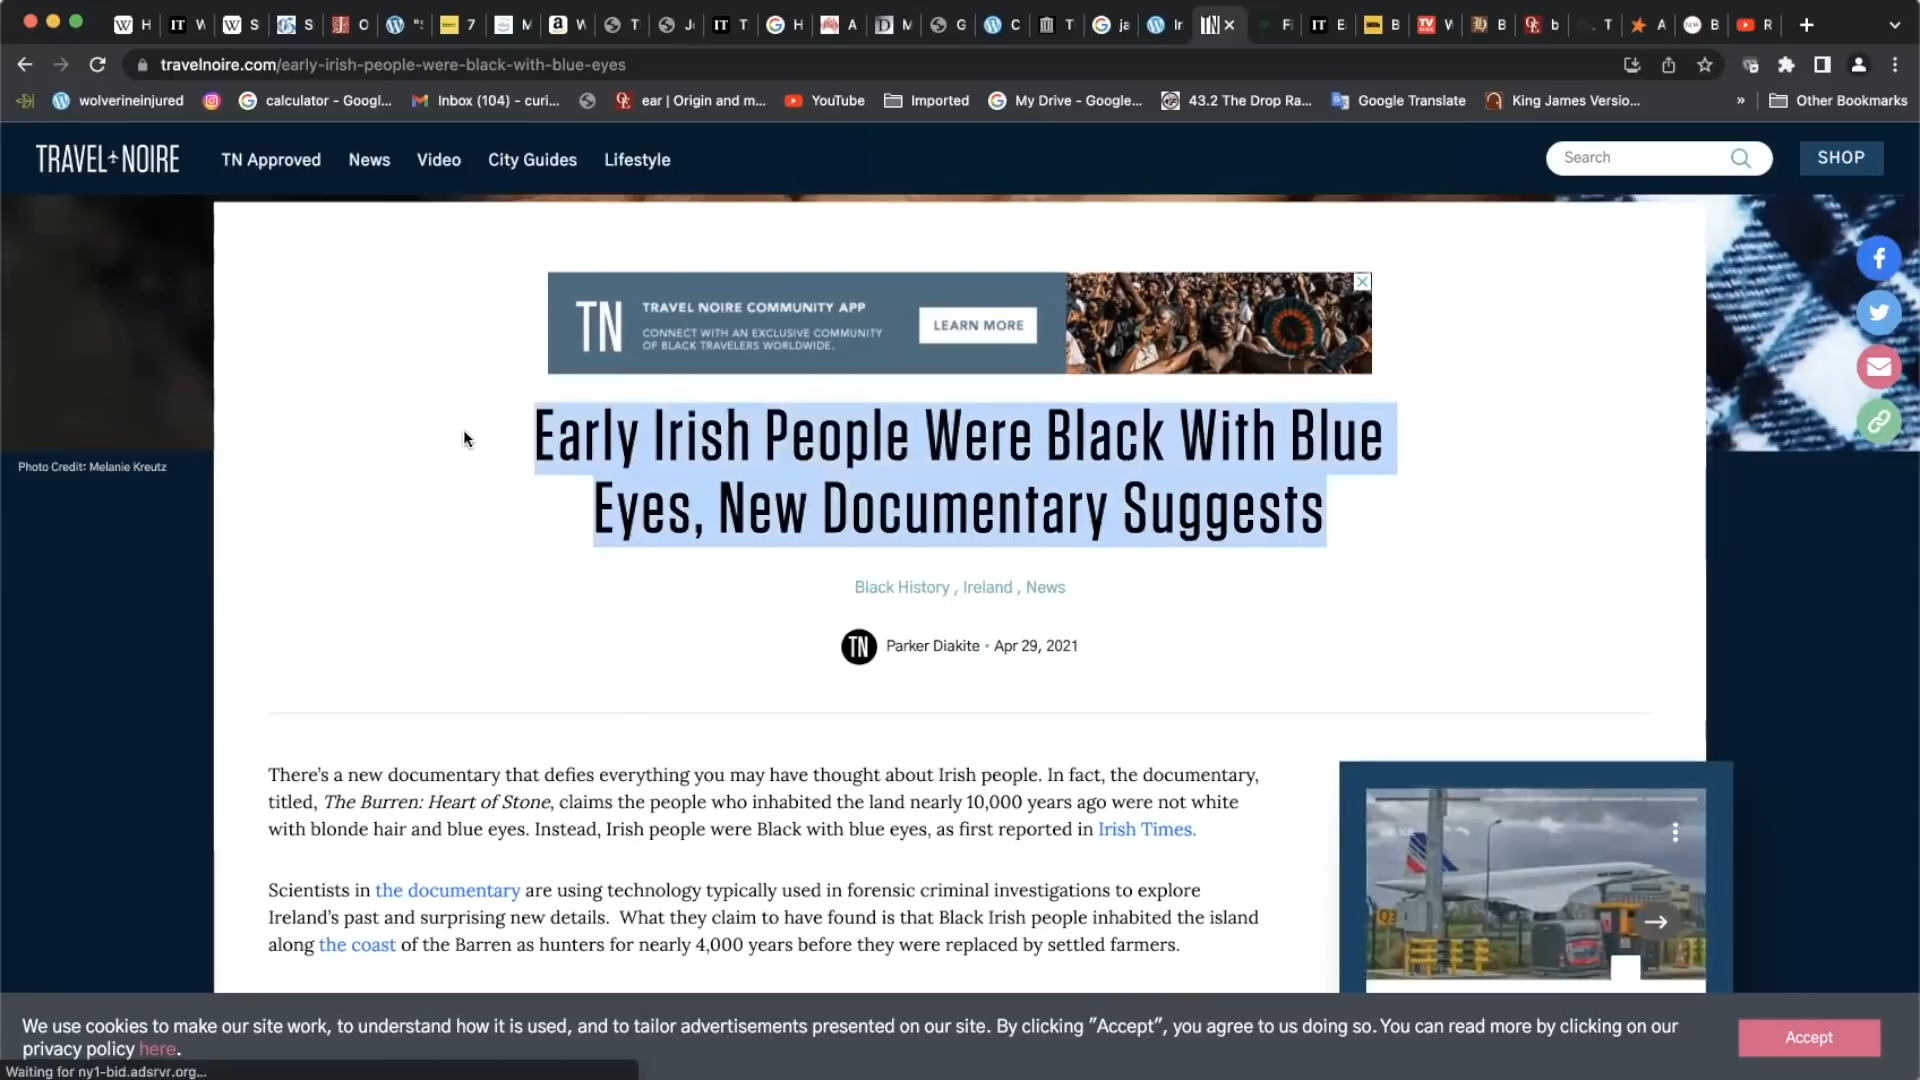 H
IT
W
S
S
O
7
M
W
T
J
IT
T
H
A
M
G
C
T
ja
Ir
TN
F
IT
E
B
TV
W
B
b
T
A
B
R
travelnoire.com/early-irish-people-were-black-with-blue-eyes
wolverineinjured
calculator - Googl...
Inbox (104) - curi...
ear | Origin and m...
YouTube
Imported
My Drive - Google...
43.2 The Drop Ra...
Google Translate
King James Versio...
»
Other Bookmarks
TRAVEL NOIRE
TN Approved
News
Video
City Guides
Lifestyle
Search
SHOP
TN
TRAVEL NOIRE COMMUNITY APP
CONNECT WITH AN EXCLUSIVE COMMUNITY
OF BLACK TRAVELERS WORLDWIDE.
LEARN MORE
Photo Credit: Melanie Kreutz
Early Irish People Were Black With Blue
Eyes, New Documentary Suggests
Black History , Ireland , News
TN
Parker Diakite • Apr 29, 2021
There's a new documentary that defies everything you may have thought about Irish people. In fact, the documentary,
titled, The Burren: Heart of Stone, claims the people who inhabited the land nearly 10,000 years ago were not white
with blonde hair and blue eyes. Instead, Irish people were Black with blue eyes, as first reported in Irish Times.
Scientists in the documentary are using technology typically used in forensic criminal investigations to explore
Ireland's past and surprising new details. What they claim to have found is that Black Irish people inhabited the island
along the coast of the Barren as hunters for nearly 4,000 years before they were replaced by settled farmers.
Q3
We use cookies to make our site work, to understand how it is used, and to tailor advertisements presented on our site. By clicking "Accept", you agree to us doing so. You can read more by clicking on our
privacy policy here.
Accept
Waiting for ny1-bid.adsrvr.org...